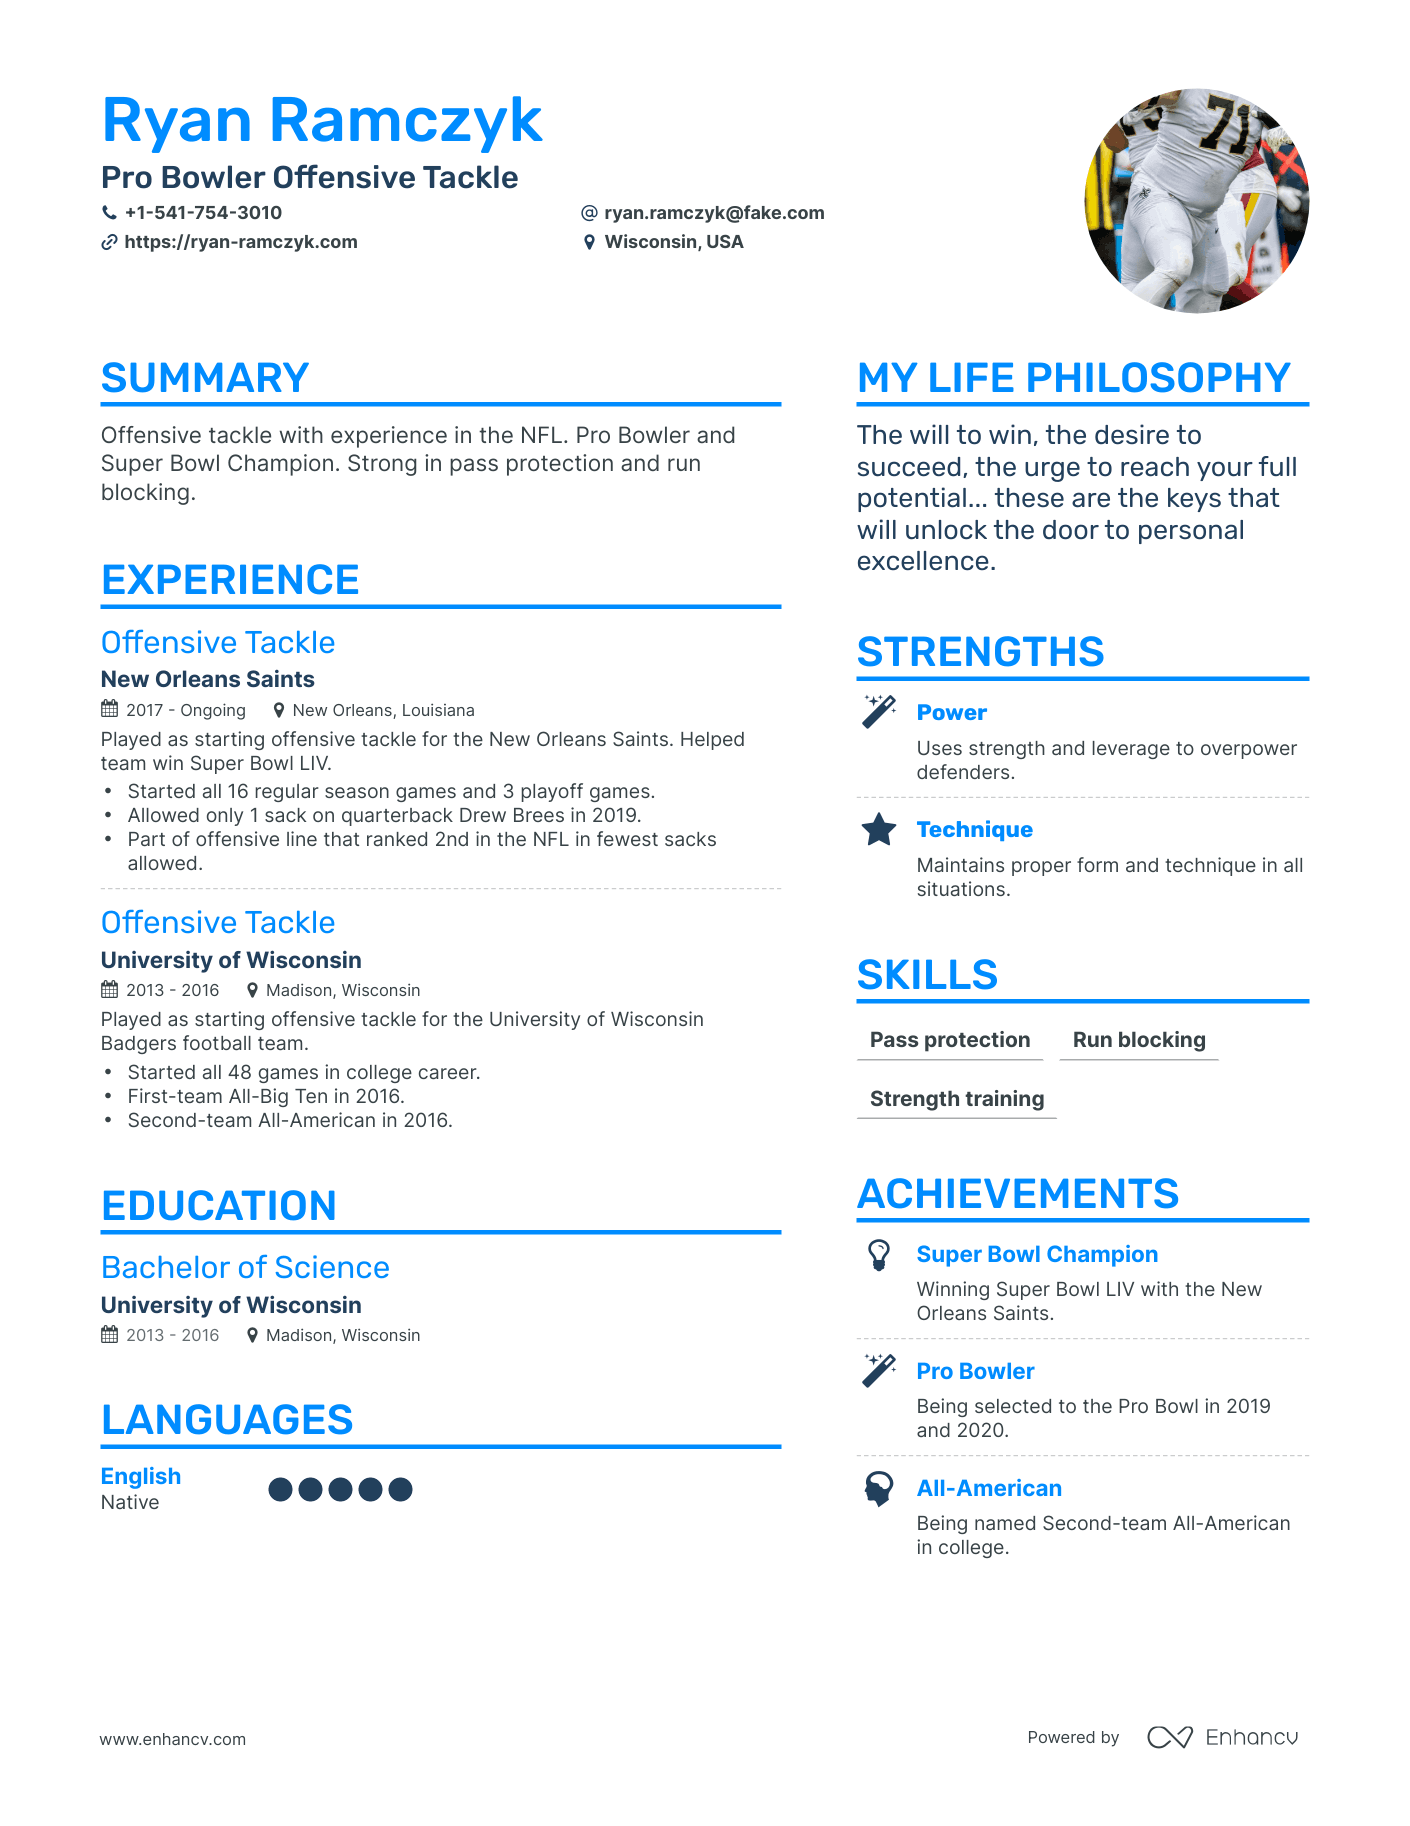 Ryan Ramczyk
Pro Bowler Offensive Tackle
+1-541-754-3010
ryan.ramczyk@fake.com
https://ryan-ramczyk.com
Wisconsin, USA
71
SUMMARY
Offensive tackle with experience in the NFL. Pro Bowler and
Super Bowl Champion. Strong in pass protection and run
blocking.
EXPERIENCE
Offensive Tackle
New Orleans Saints
2017 - Ongoing
New Orleans, Louisiana
Played as starting offensive tackle for the New Orleans Saints. Helped
team win Super Bowl LIV.
• Started all 16 regular season games and 3 playoff games.
• Allowed only 1 sack on quarterback Drew Brees in 2019.
• Part of offensive line that ranked 2nd in the NFL in fewest sacks
allowed.
Offensive Tackle
University of Wisconsin
2013 - 2016
Madison, Wisconsin
Played as starting offensive tackle for the University of Wisconsin
Badgers football team.
• Started all 48 games in college career.
• First-team All-Big Ten in 2016.
• Second-team All-American in 2016.
EDUCATION
Bachelor of Science
University of Wisconsin
2013 - 2016
Madison, Wisconsin
LANGUAGES
English
Native
MY LIFE PHILOSOPHY
The will to win, the desire to
succeed, the urge to reach your full
potential... these are the keys that
will unlock the door to personal
excellence.
STRENGTHS
Power
Uses strength and leverage to overpower
defenders.
Technique
Maintains proper form and technique in all
situations.
SKILLS
Pass protection
Run blocking
Strength training
ACHIEVEMENTS
Super Bowl Champion
Winning Super Bowl LIV with the New
Orleans Saints.
Pro Bowler
Being selected to the Pro Bowl in 2019
and 2020.
All-American
Being named Second-team All-American
in college.
www.enhancv.com
Powered by
Enhancv